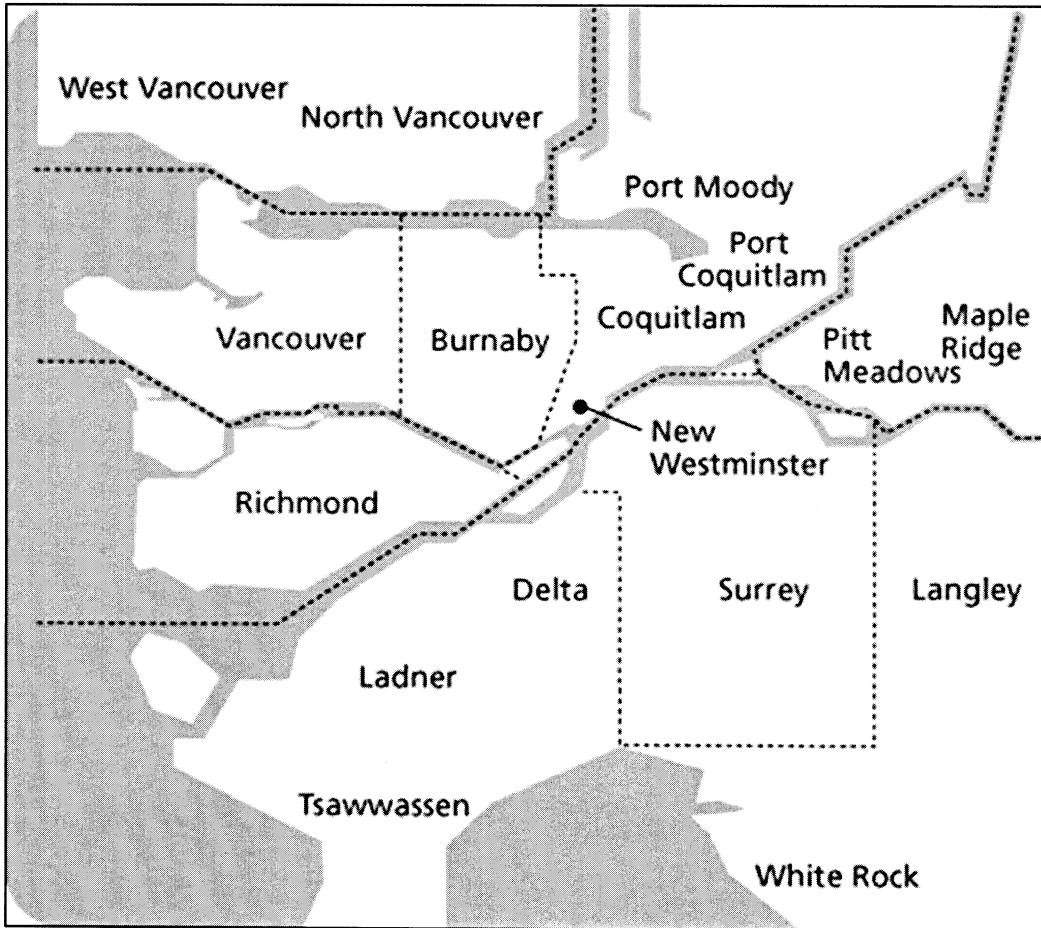 West Vancouver
North Vancouver
Port Moody
Port
Coquitlam
Vancouver
Burnaby
Coquitlam
Pitt
Meadows
Maple
Ridge
New
Westminster
Richmond
Delta
Surrey
Langley
Ladner
Tsawwassen
White Rock